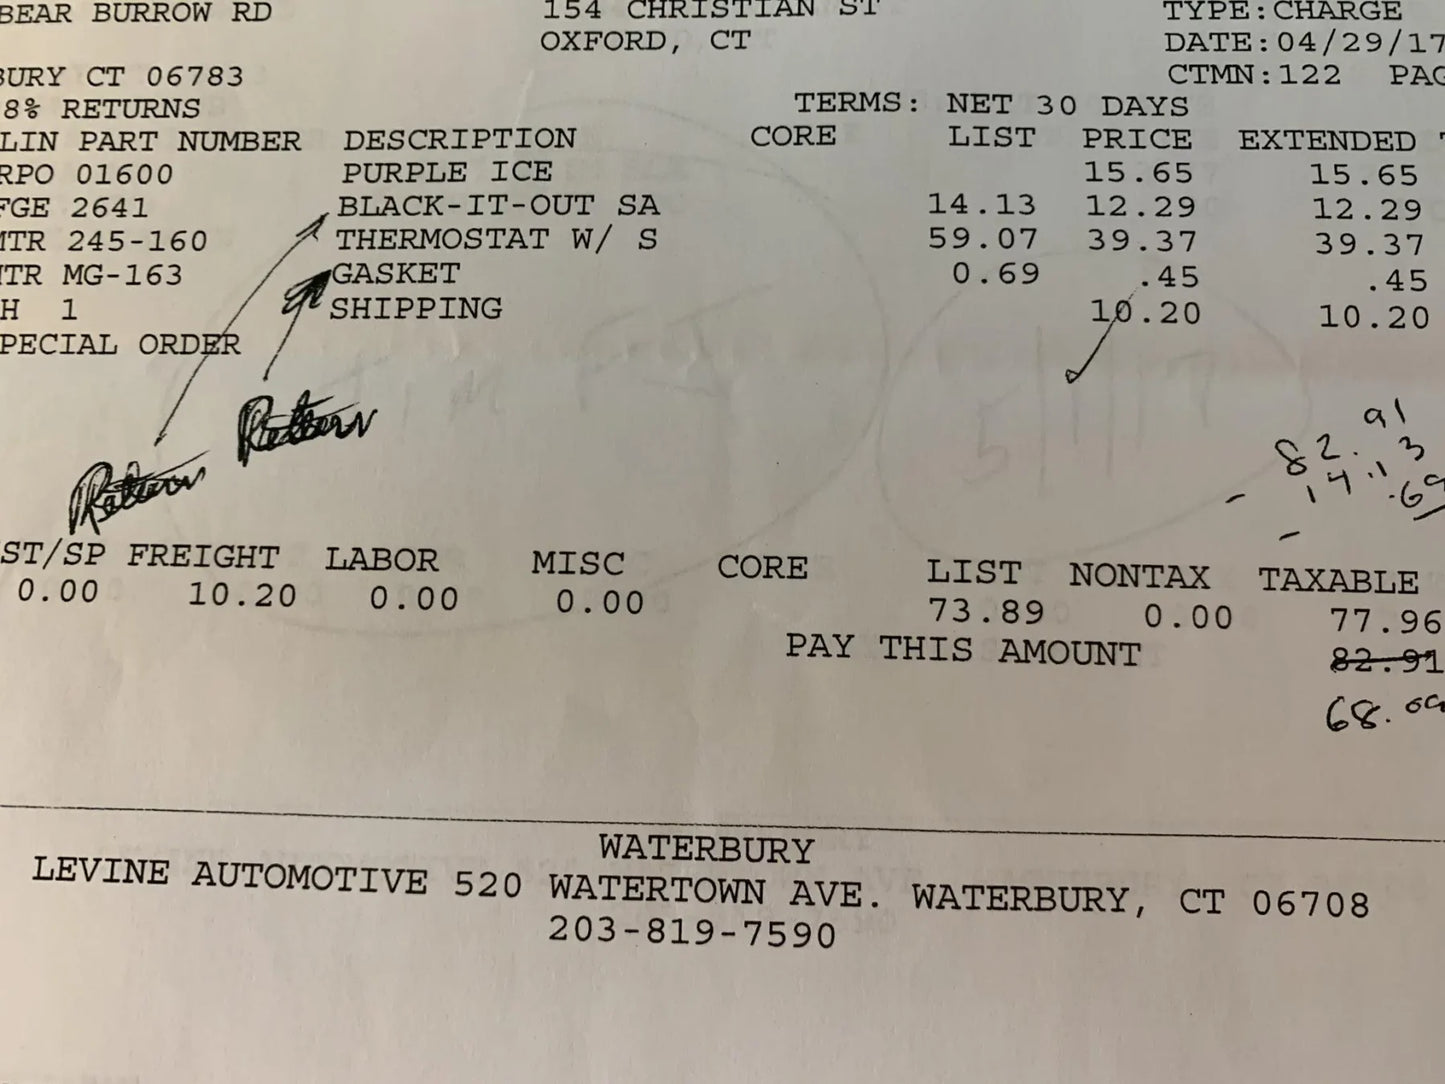 BEAR BURROW RD 154 CHRISTIAN ST TYPE:CHARGE
OXFORD, CT DATE:04/29/17
BURY CT 06783 CTMN:122 PAG
8% RETURNS TERMS: NET 30 DAYS
LIN PART NUMBER DESCRIPTION CORE LIST PRICE EXTENDED
RPO 01600 PURPLE ICE 15.65 15.65
FGE 2641 BLACK-IT-OUT SA 14.13 12.29 12.29
MTR 245-160 THERMOSTAT W/ S 59.07 39.37 39.37
MTR MG-163 GASKET 0.69 .45 .45
H 1 SHIPPING 10.20 10.20
PECIAL ORDER
Return Return
82.91
- 14.13
- .69
ST/SP FREIGHT LABOR MISC CORE LIST NONTAX TAXABLE
0.00 10.20 0.00 0.00 73.89 0.00 77.96
PAY THIS AMOUNT 82.91
68.09
WATERBURY
LEVINE AUTOMOTIVE 520 WATERTOWN AVE. WATERBURY, CT 06708
203-819-7590